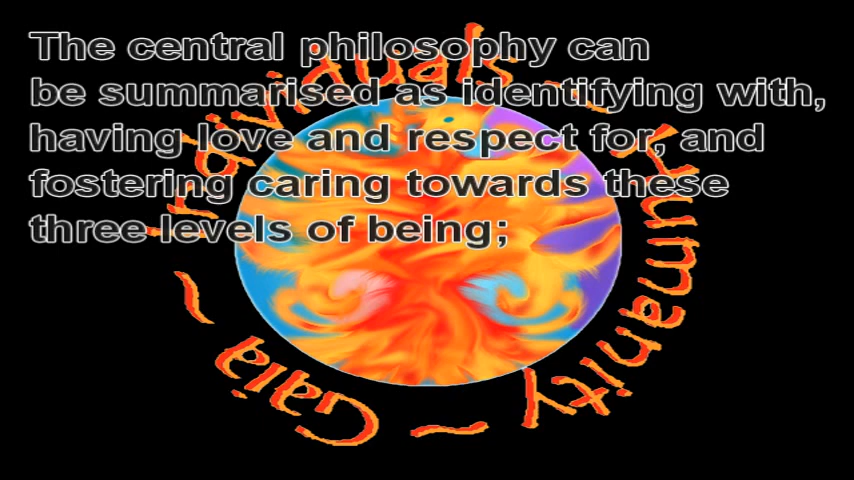 The central philosophy can
be summarised as identifying with,
having love and respect for, and
fostering caring towards these
three levels of being;
Individuals ~ Humanity ~ Gaia ~